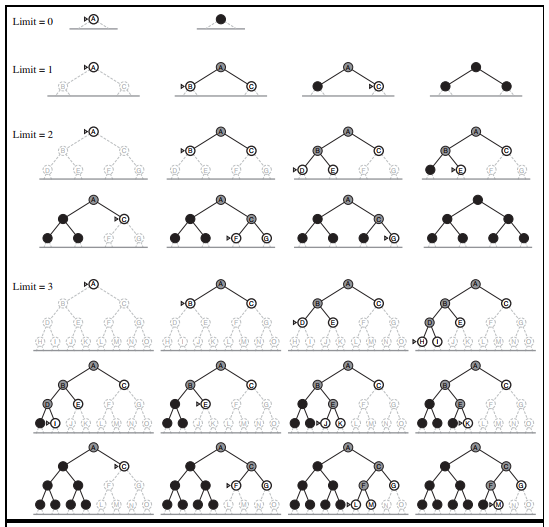 Limit = 0 A
Limit = 1 A A A
B C B C C
Limit = 2 A A A A
B C B C B C B C
D E F G D E F G D E F G E F G
A A A
C C C
F G F G G
Limit = 3 A A A A
B C B C B C B C
D E F G D E F G D E F G D E F G
H I J K L M N O H I J K L M N O H I J K L M N O H I J K L M N O
A A A A
B C B C B C B C
D E F G E F G E F G E F G
I J K L M N O J K L M N O J K L M N O K L M N O
A A A A
C C C C
F G F G F G F G
L M N O L M N O L M N O M N O